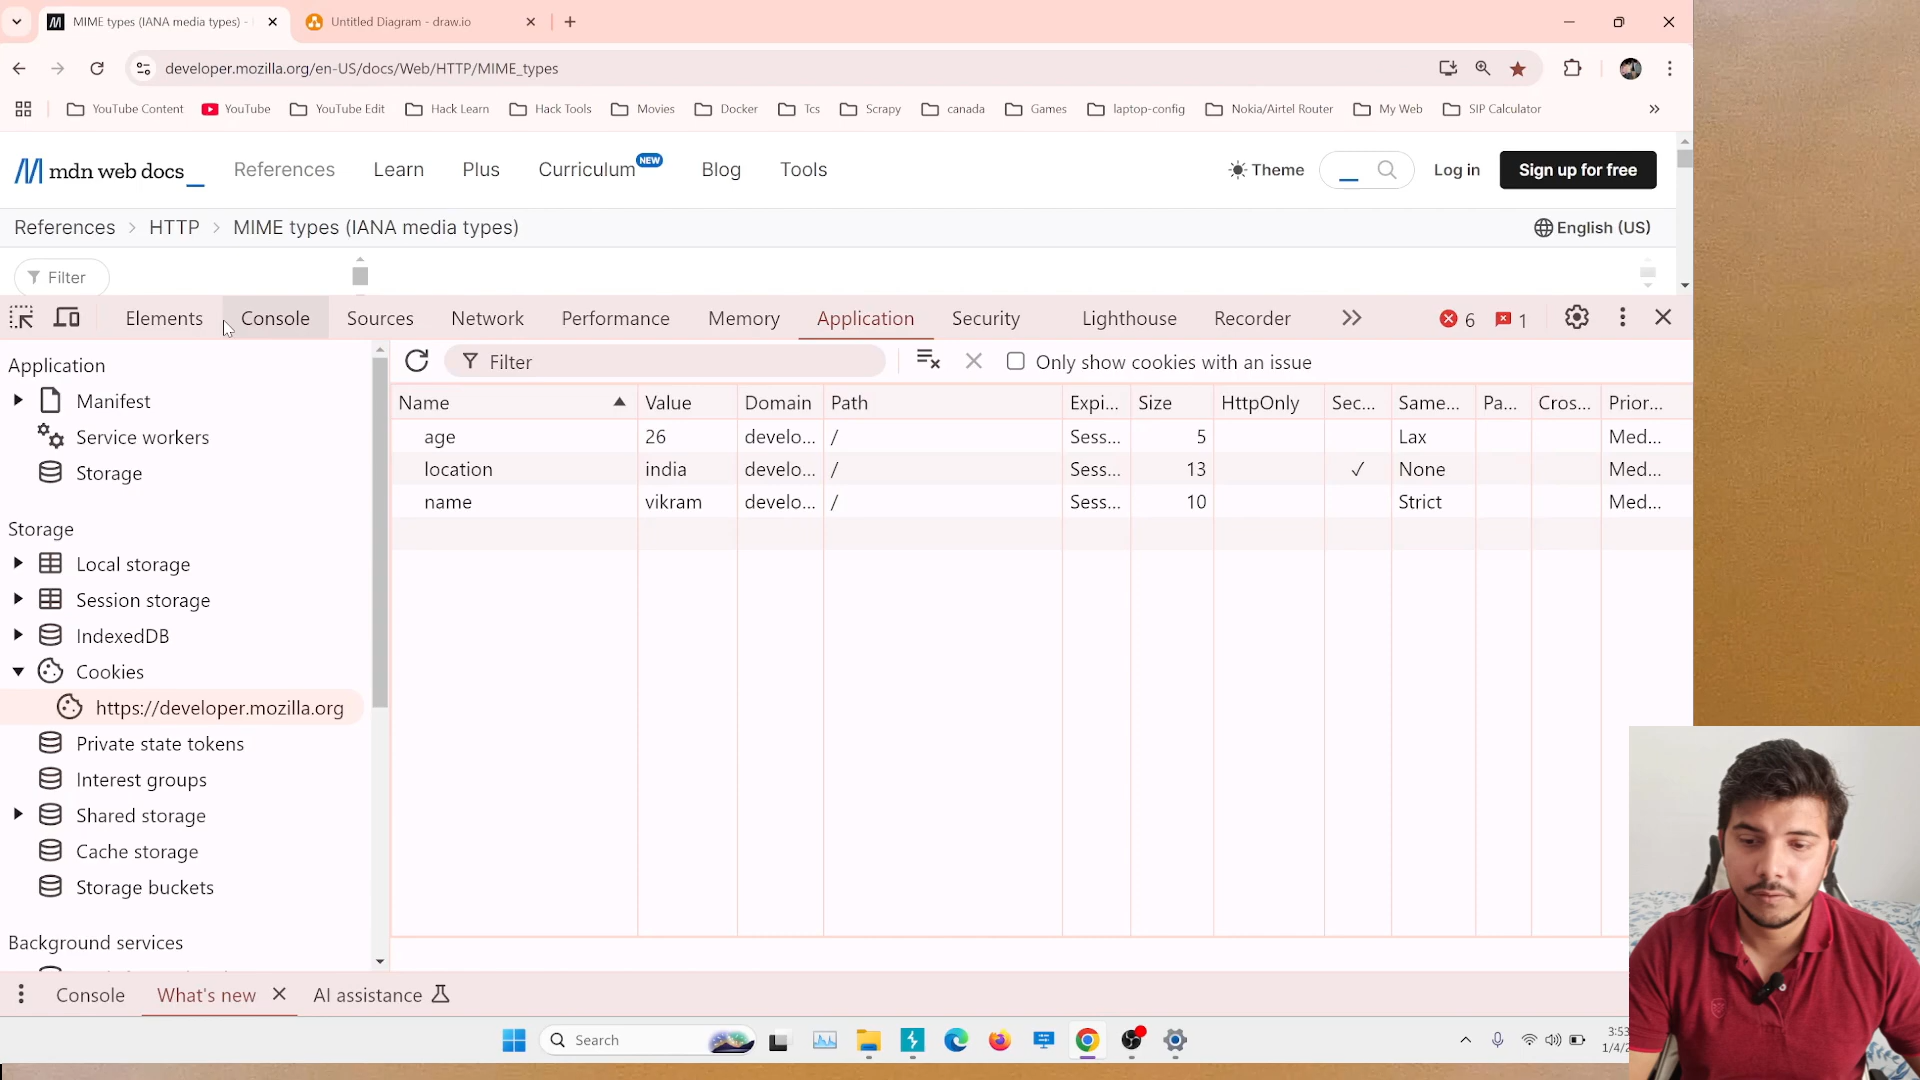 MIME types (IANA media types) -
Untitled Diagram - draw.io
developer.mozilla.org/en-US/docs/Web/HTTP/MIME_types
YouTube Content
YouTube
YouTube Edit
Hack Learn
Hack Tools
Movies
Docker
Tcs
Scrapy
canada
Games
laptop-config
Nokia/Airtel Router
My Web
SIP Calculator
mdn web docs_
References
Learn
Plus
Curriculum NEW
Blog
Tools
Theme
Log in
Sign up for free
References > HTTP > MIME types (IANA media types)
English (US)
Filter
Elements
Console
Sources
Network
Performance
Memory
Application
Security
Lighthouse
Recorder
6
1
Application
Manifest
Service workers
Storage
Storage
Local storage
Session storage
IndexedDB
Cookies
https://developer.mozilla.org
Private state tokens
Interest groups
Shared storage
Cache storage
Storage buckets
Background services
Filter
Only show cookies with an issue
Name Value Domain Path Expi... Size HttpOnly Sec... Same... Pa... Cros... Prior...
age 26 develo... / Sess... 5 Lax Med...
location india develo... / Sess... 13 ✓ None Med...
name vikram develo... / Sess... 10 Strict Med...
Console
What's new
AI assistance
Search
3:53